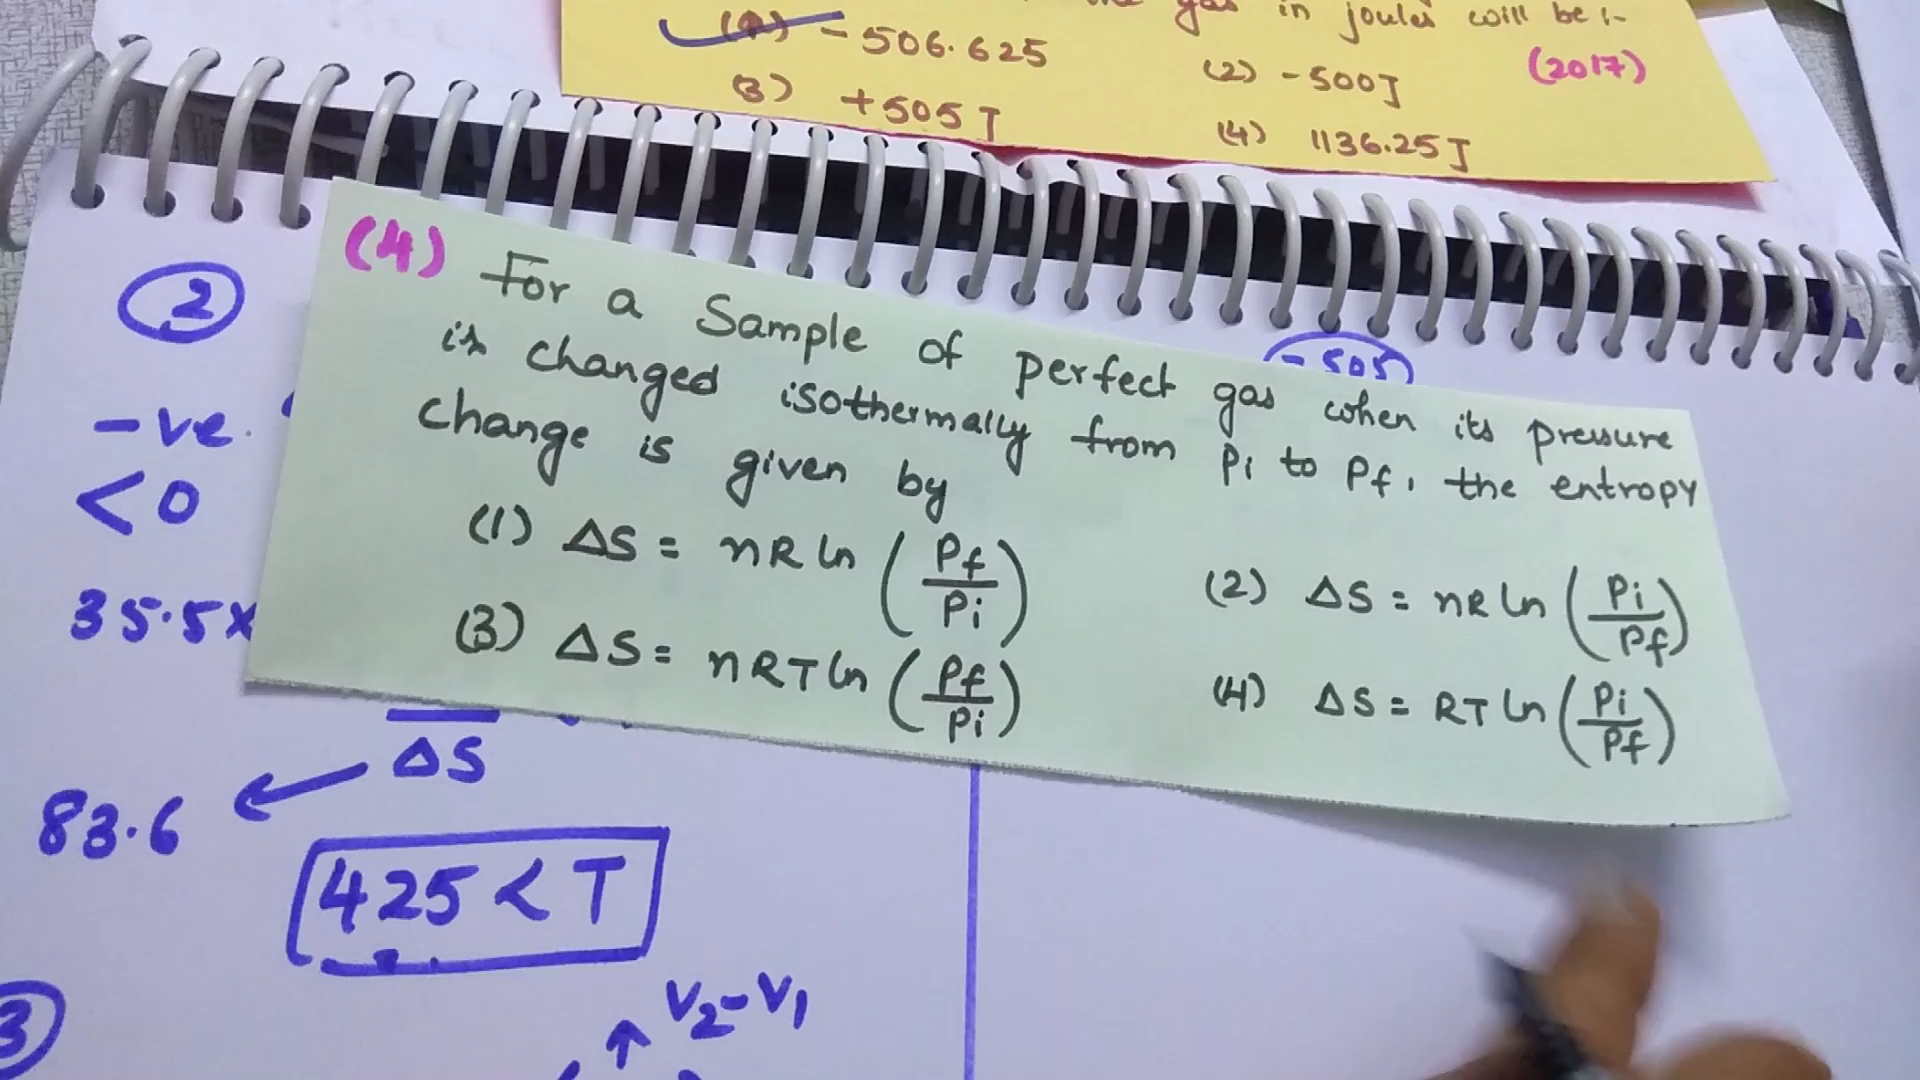 gas in joules will be :-
(1) - 506.625
(2) -500J
(2017)
(3) +505J
(4) 1136.25J
(4) For a Sample of perfect gas when its pressure
is changed isothermally from Pi to Pf, the entropy
change is given by
(1) ΔS = nR ln (Pf/Pi)
(2) ΔS = nR ln (Pi/Pf)
(3) ΔS = nRT ln (Pf/Pi)
(4) ΔS = RT ln (Pi/Pf)
2
-ve
<0
35.5x
-505
ΔS
83.6
425 < T
3
V2-V1